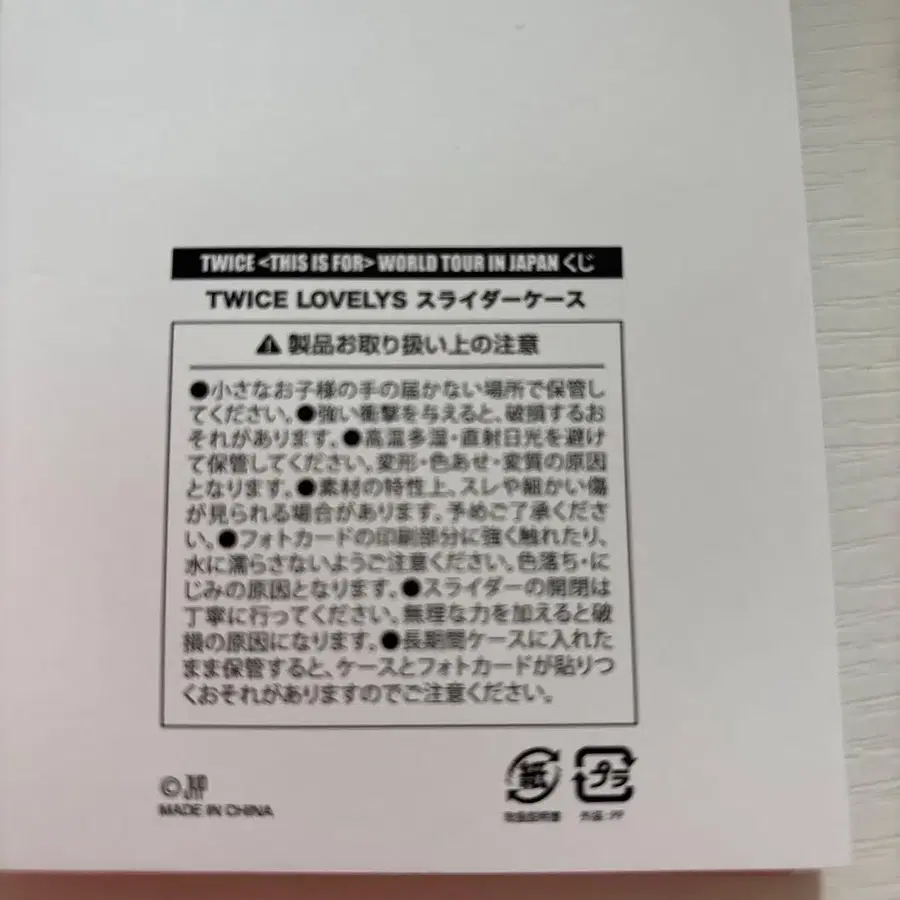 TWICE <THIS IS FOR> WORLD TOUR IN JAPAN くじ
TWICE LOVELYS スライダーケース
⚠ 製品お取り扱い上の注意
●小さなお子様の手の届かない場所で保管し
てください。●強い衝撃を与えると、破損するお
それがあります。●高温多湿・直射日光を避け
て保管してください。変形・色あせ・変質の原因
となります。●素材の特性上、スレや細かい傷
が見られる場合があります。予めご了承くださ
い。●フォトカードの印刷部分に強く触れたり、
水に濡らさないようご注意ください。色落ち・に
じみの原因となります。●スライダーの開閉は
丁寧に行ってください。無理な力を加えると破
損の原因になります。●長期間ケースに入れた
まま保管すると、ケースとフォトカードが貼りつ
くおそれがありますのでご注意ください。
©JYP
MADE IN CHINA
紙 プラ
取扱説明書 外装:PP